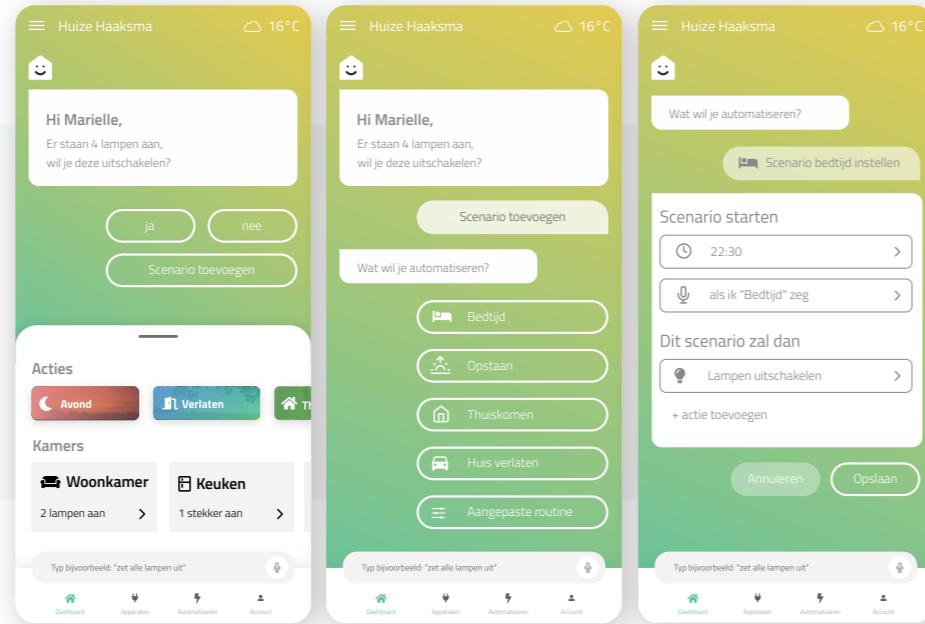 Huize Haaksma 16°C
Hi Marielle,
Er staan 4 lampen aan,
wil je deze uitschakelen?
ja nee
Scenario toevoegen
Acties
Avond Verlaten
Kamers
Woonkamer Keuken
2 lampen aan 1 stekker aan
Typ bijvoorbeeld: "zet alle lampen uit"
Dashboard Apparaten Automatiseren Account
Huize Haaksma 16°C
Hi Marielle,
Er staan 4 lampen aan,
wil je deze uitschakelen?
Scenario toevoegen
Wat wil je automatiseren?
Bedtijd
Opstaan
Thuiskomen
Huis verlaten
Aangepaste routine
Typ bijvoorbeeld: "zet alle lampen uit"
Dashboard Apparaten Automatiseren Account
Huize Haaksma 16°C
Wat wil je automatiseren?
Scenario bedtijd instellen
Scenario starten
22:30
als ik "Bedtijd" zeg
Dit scenario zal dan
Lampen uitschakelen
+ actie toevoegen
Annuleren Opslaan
Typ bijvoorbeeld: "zet alle lampen uit"
Dashboard Apparaten Automatiseren Account